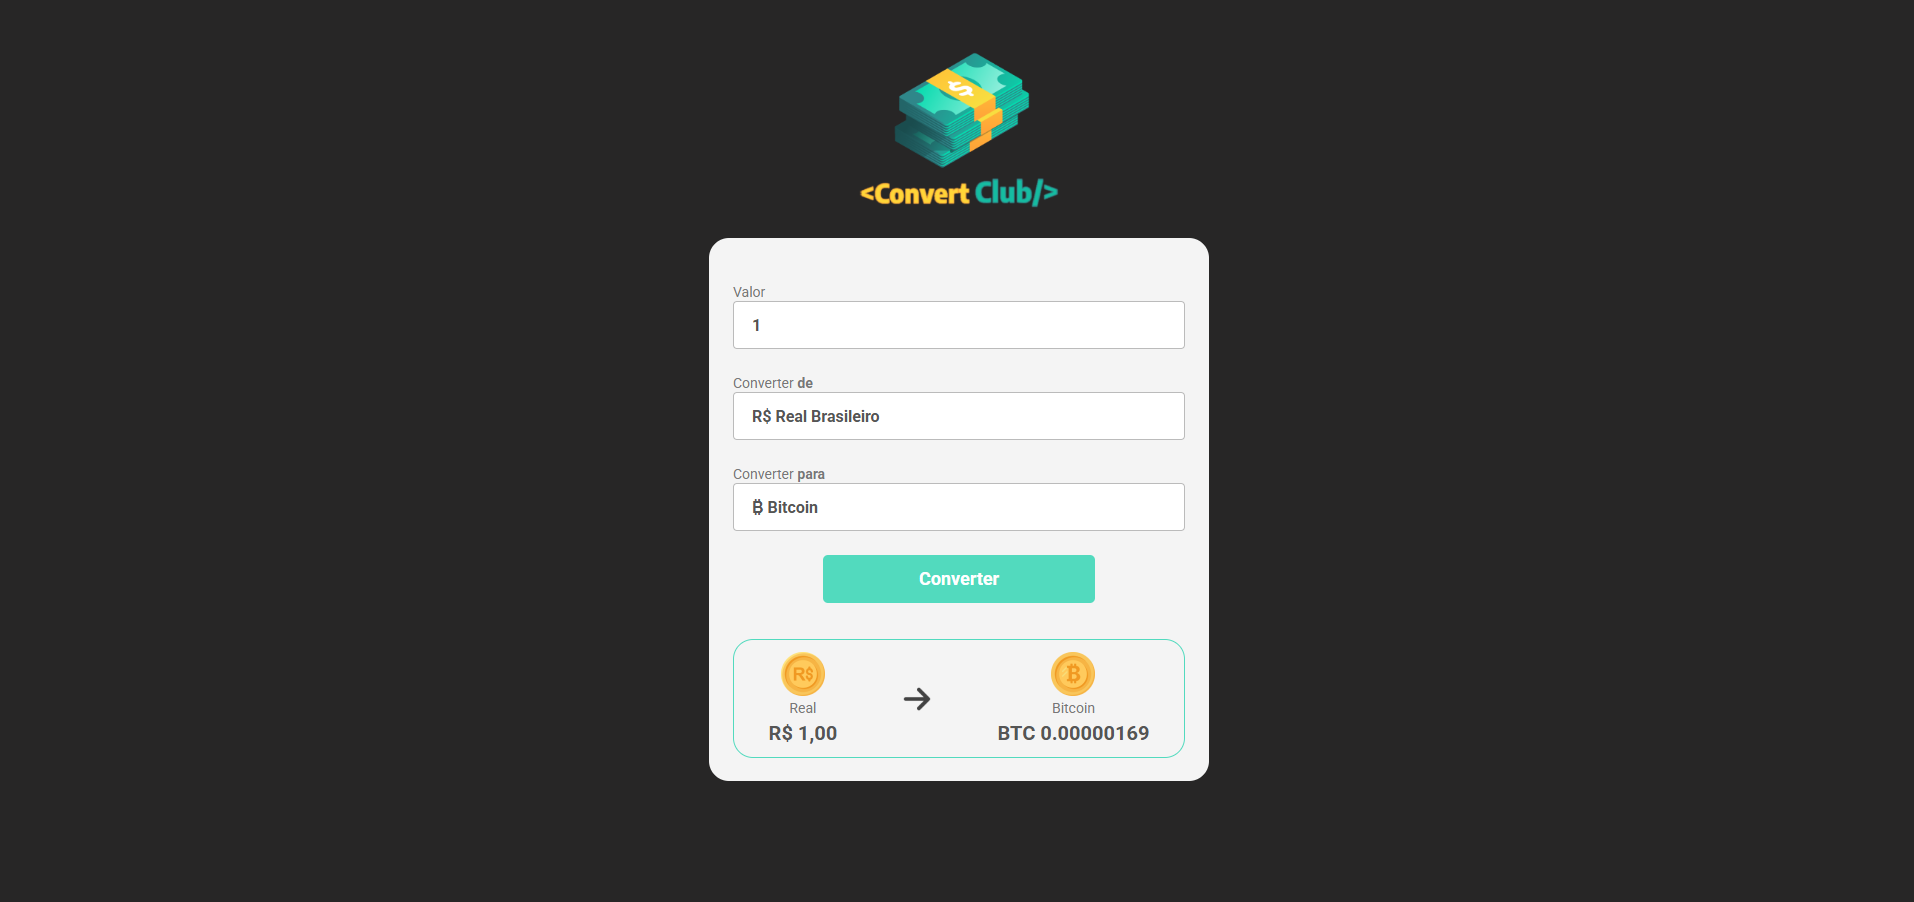 <Convert Club/>
Valor
1
Converter de
R$ Real Brasileiro
Converter para
₿ Bitcoin
Converter
R$
₿
Real
Bitcoin
R$ 1,00
BTC 0.00000169